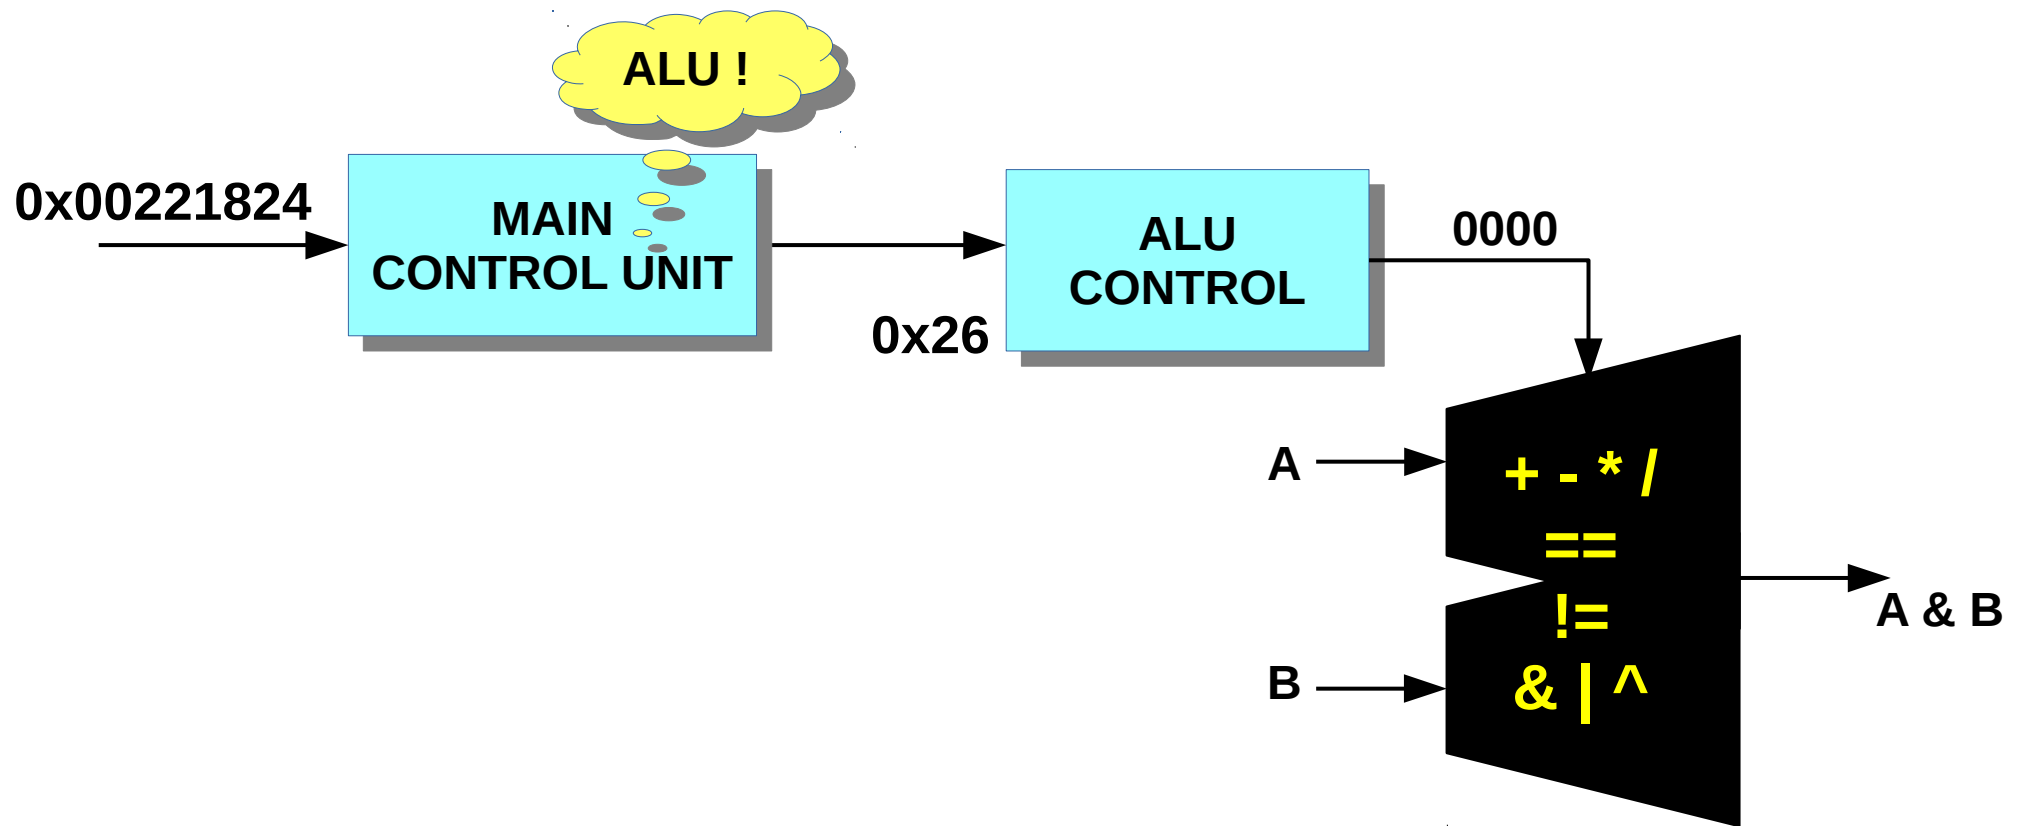 ALU !
0x00221824
MAIN
CONTROL UNIT
0x26
ALU
CONTROL
0000
A
B
+ - * /
==
!=
& | ^
A & B